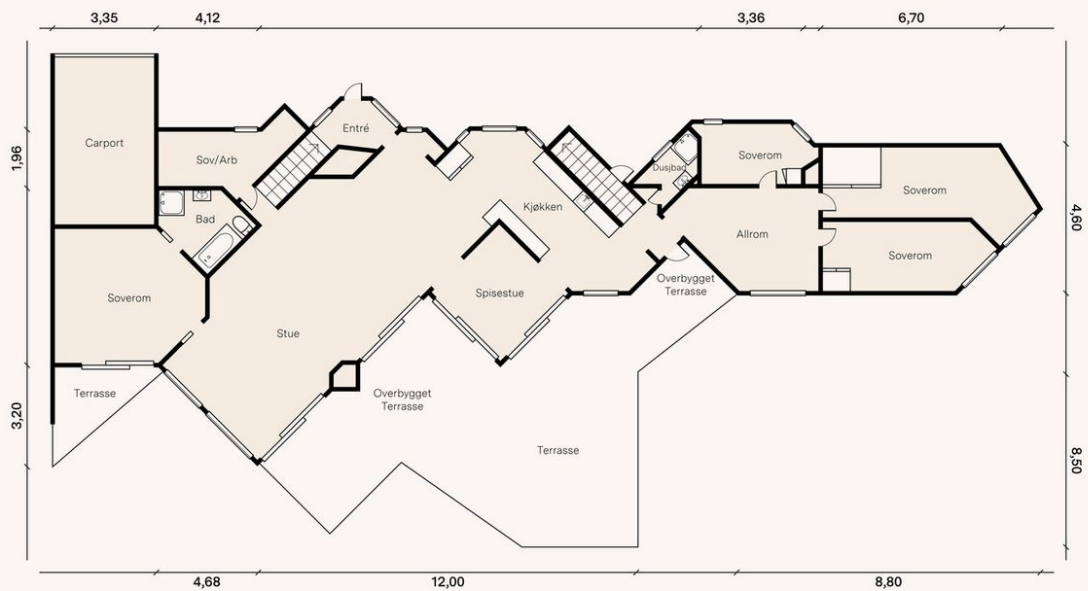 3,35
4,12
3,36
6,70
Carport
Entré
1,96
Sov/Arb
Dusjbad
Soverom
Soverom
4,60
Bad
Kjøkken
Allrom
Soverom
Soverom
Spisestue
Overbygget
Terrasse
Stue
Terrasse
Overbygget
Terrasse
3,20
Terrasse
8,50
4,68
12,00
8,80